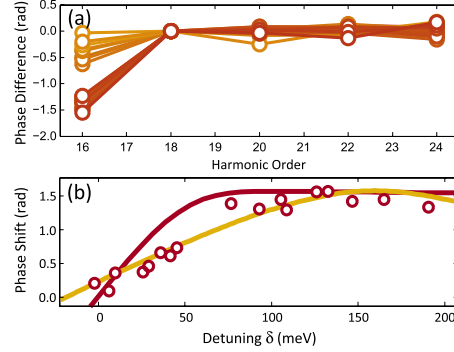 (a)
Phase Difference (rad)
0.5
0.0
−0.5
−1.0
−1.5
−2.0
16 17 18 19 20 21 22 23 24
Harmonic Order
(b)
Phase Shift (rad)
1.5
1.0
0.5
0.0
0 50 100 150 200
Detuning δ (meV)